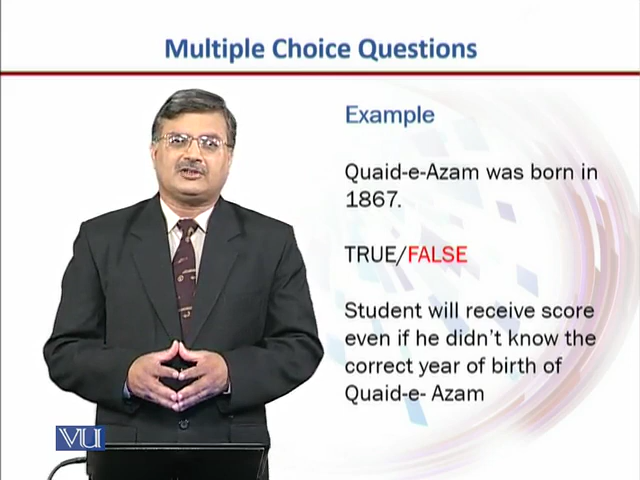 Multiple Choice Questions
Example
Quaid-e-Azam was born in
1867.
TRUE/FALSE
Student will receive score
even if he didn't know the
correct year of birth of
Quaid-e- Azam
VU